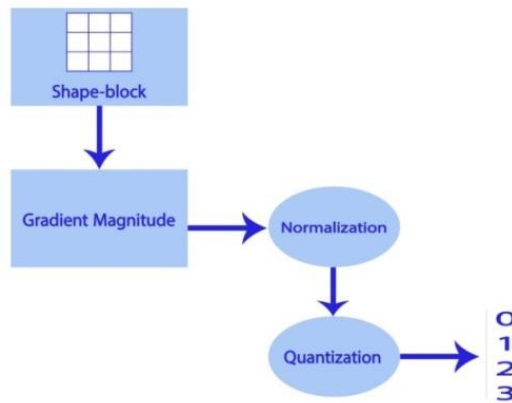 Shape-block
Gradient Magnitude
Normalization
Quantization
0
1
2
3